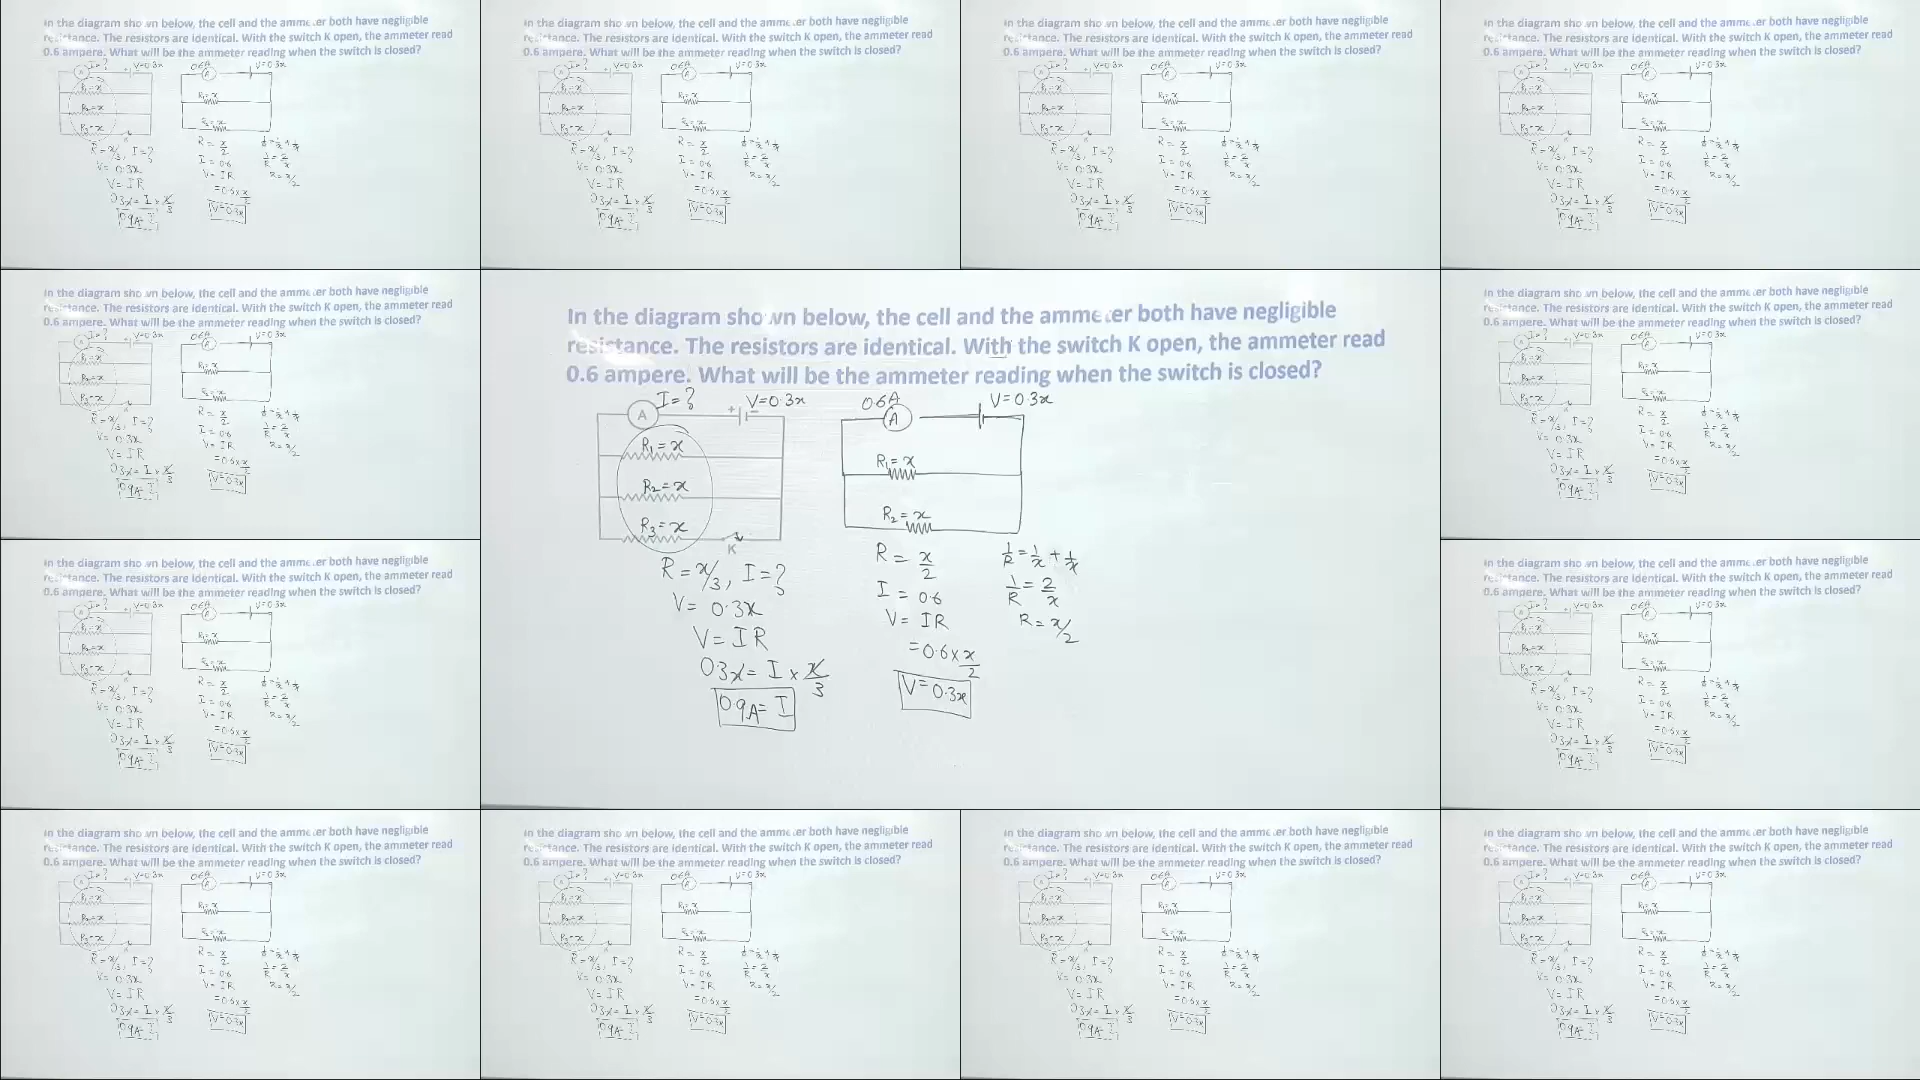 In the diagram shown below, the cell and the ammeter both have negligible
resistance. The resistors are identical. With the switch K open, the ammeter read
0.6 ampere. What will be the ammeter reading when the switch is closed?
I=? V=0.3x 0.6A V=0.3x
A + - A
R₁=x R₁=x
R₂=x R₂=x
R₃=x
K
R=x/3, I=? R=x/2 1/R=1/x+1/x
V=0.3x I=0.6 1/R=2/x
V=IR V=IR R=x/2
0.3x=I×x/3 =0.6×x/2
0.9A=I V=0.3x